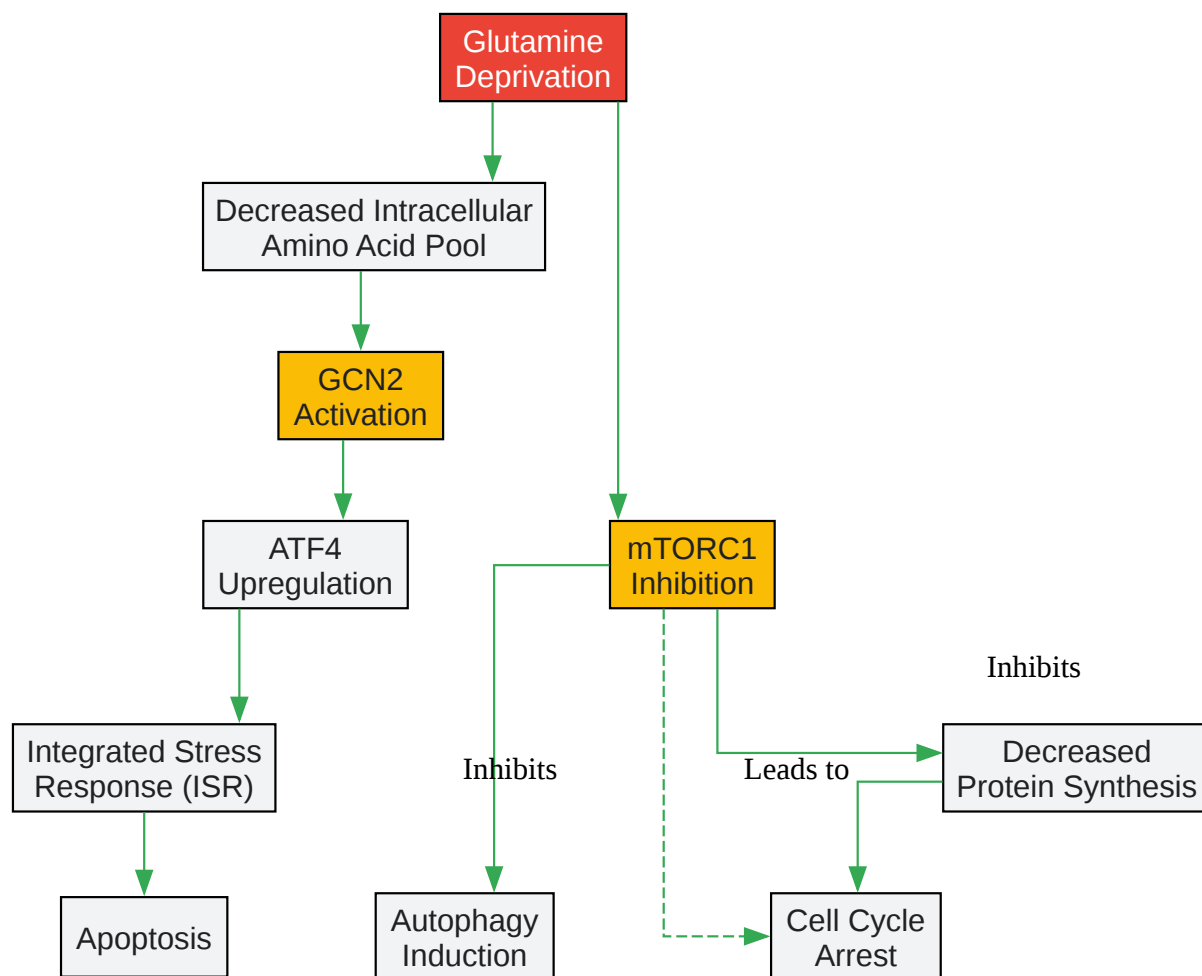 Glutamine
Deprivation
Decreased Intracellular
Amino Acid Pool
GCN2
Activation
ATF4
Upregulation
mTORC1
Inhibition
Inhibits
Integrated Stress
Response (ISR)
Inhibits
Leads to
Decreased
Protein Synthesis
Apoptosis
Autophagy
Induction
Cell Cycle
Arrest